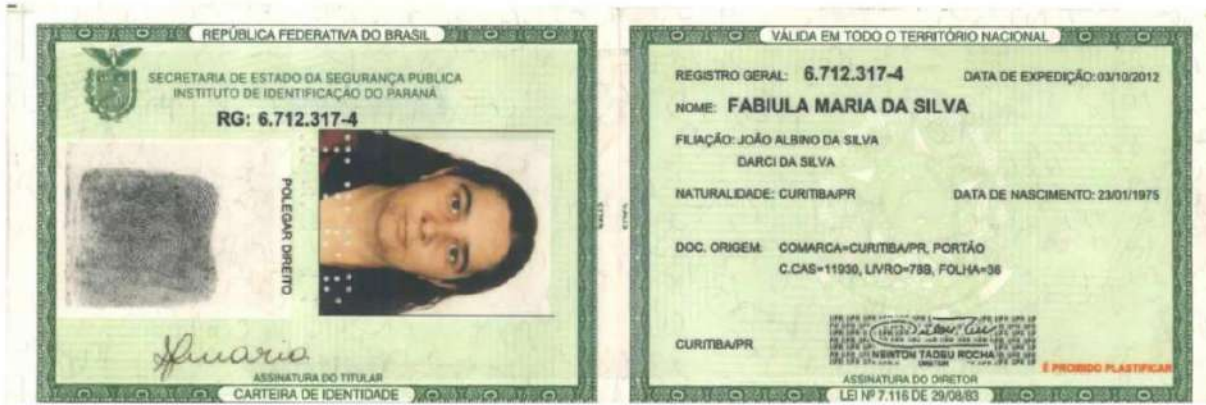 REPÚBLICA FEDERATIVA DO BRASIL
SECRETARIA DE ESTADO DA SEGURANÇA PUBLICA
INSTITUTO DE IDENTIFICAÇÃO DO PARANÁ
RG: 6.712.317-4
POLEGAR DIREITO
ASSINATURA DO TITULAR
CARTEIRA DE IDENTIDADE
VÁLIDA EM TODO O TERRITÓRIO NACIONAL
REGISTRO GERAL: 6.712.317-4 DATA DE EXPEDIÇÃO: 03/10/2012
NOME: FABIULA MARIA DA SILVA
FILIAÇÃO: JOÃO ALBINO DA SILVA
DARCI DA SILVA
NATURALIDADE: CURITIBA/PR DATA DE NASCIMENTO: 23/01/1975
DOC. ORIGEM: COMARCA=CURITIBA/PR, PORTÃO
C.CAS=11930, LIVRO=78B, FOLHA=36
CURITIBA/PR
NEWTON TADEU ROCHA
ASSINATURA DO DIRETOR
É PROIBIDO PLASTIFICAR
LEI Nº 7.116 DE 29/08/83